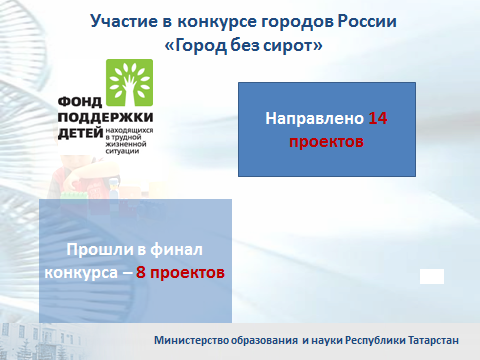 Участие в конкурсе городов России
«Город без сирот»
ФОНД
ПОДДЕРЖКИ
ДЕТЕЙ
НАХОДЯЩИХСЯ
В ТРУДНОЙ
ЖИЗНЕННОЙ
СИТУАЦИИ
Направлено 14
проектов
Прошли в финал
конкурса – 8 проектов
Министерство образования и науки Республики Татарстан